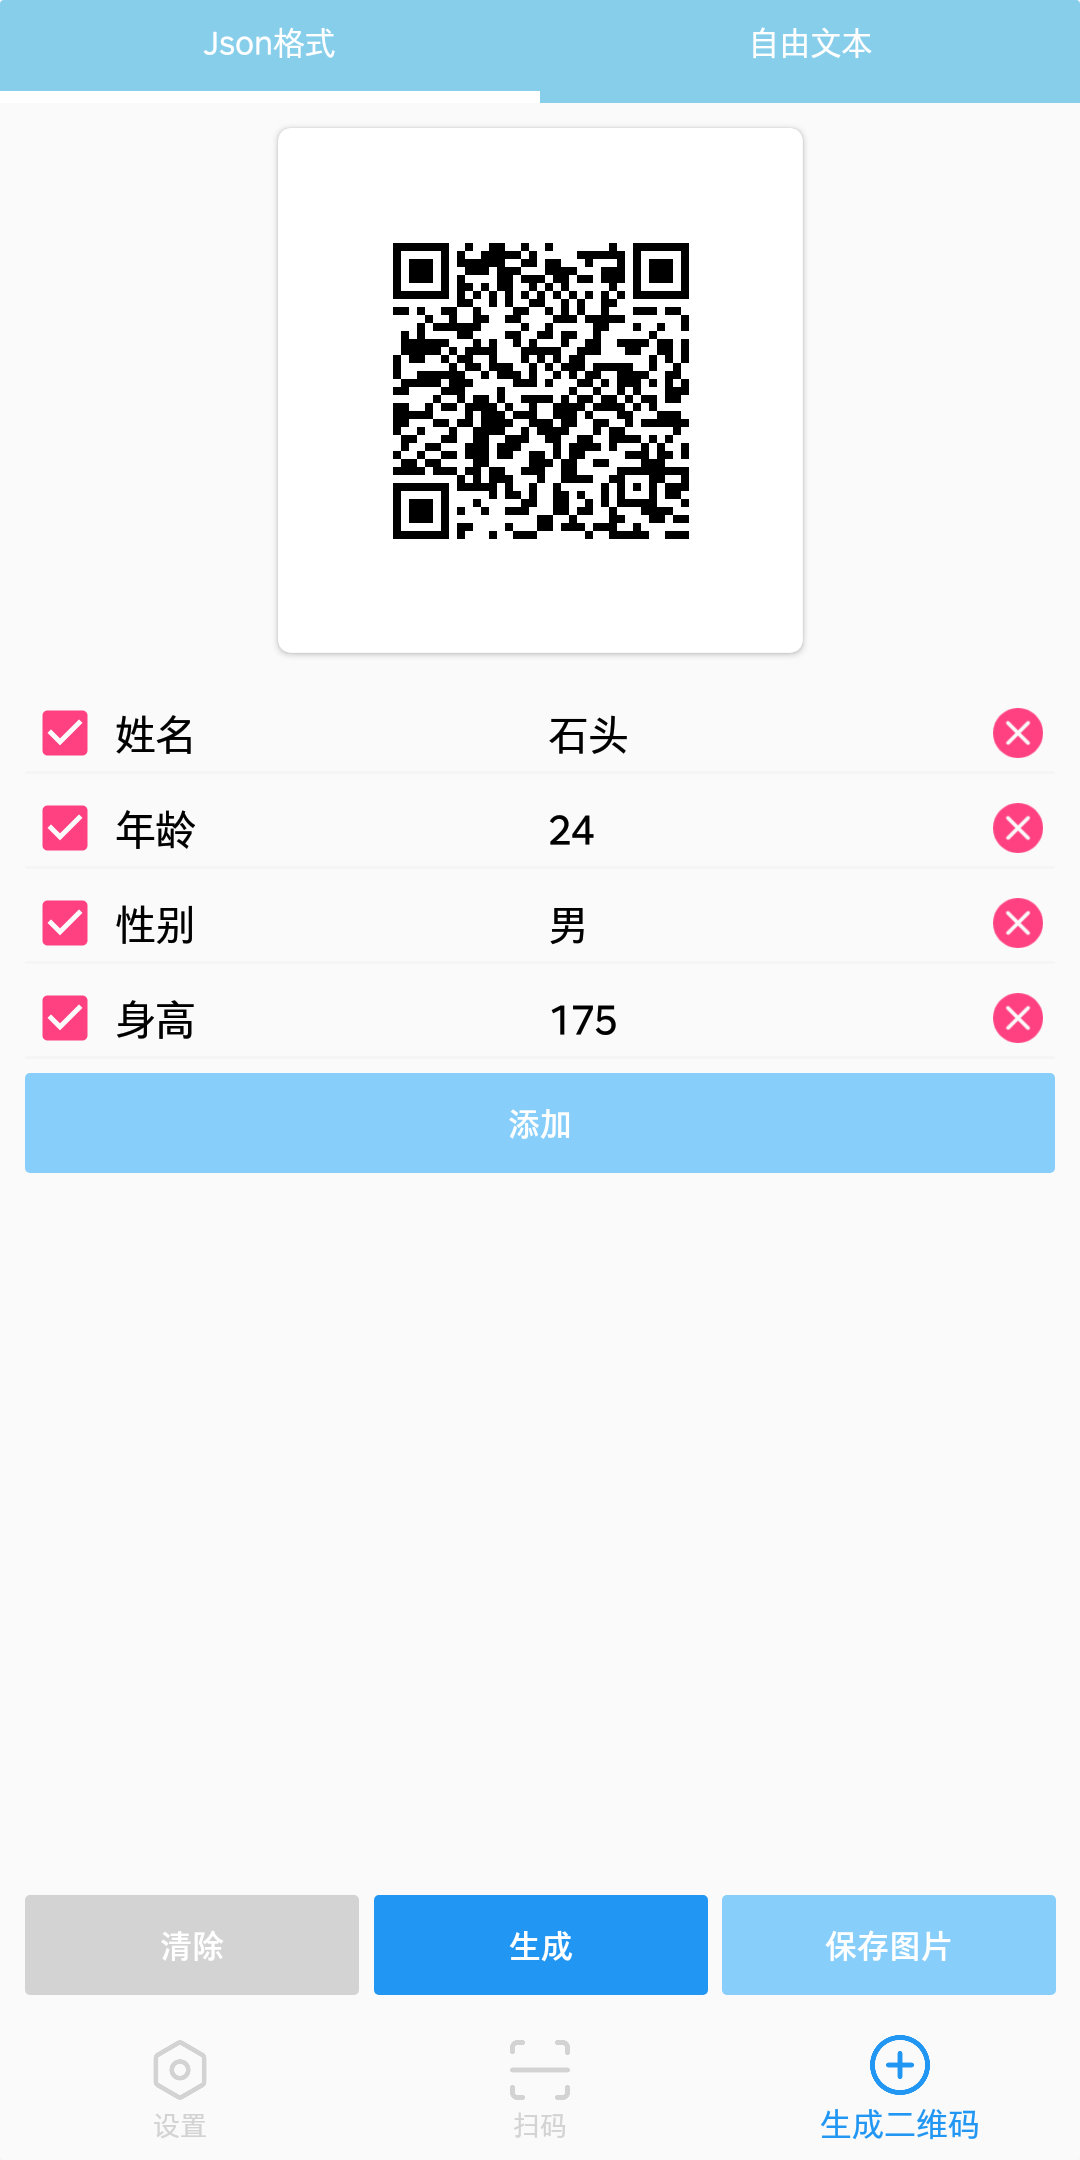 Json格式 自由文本
姓名 石头
年龄 24
性别 男
身高 175
添加
清除 生成 保存图片
设置 扫码 生成二维码